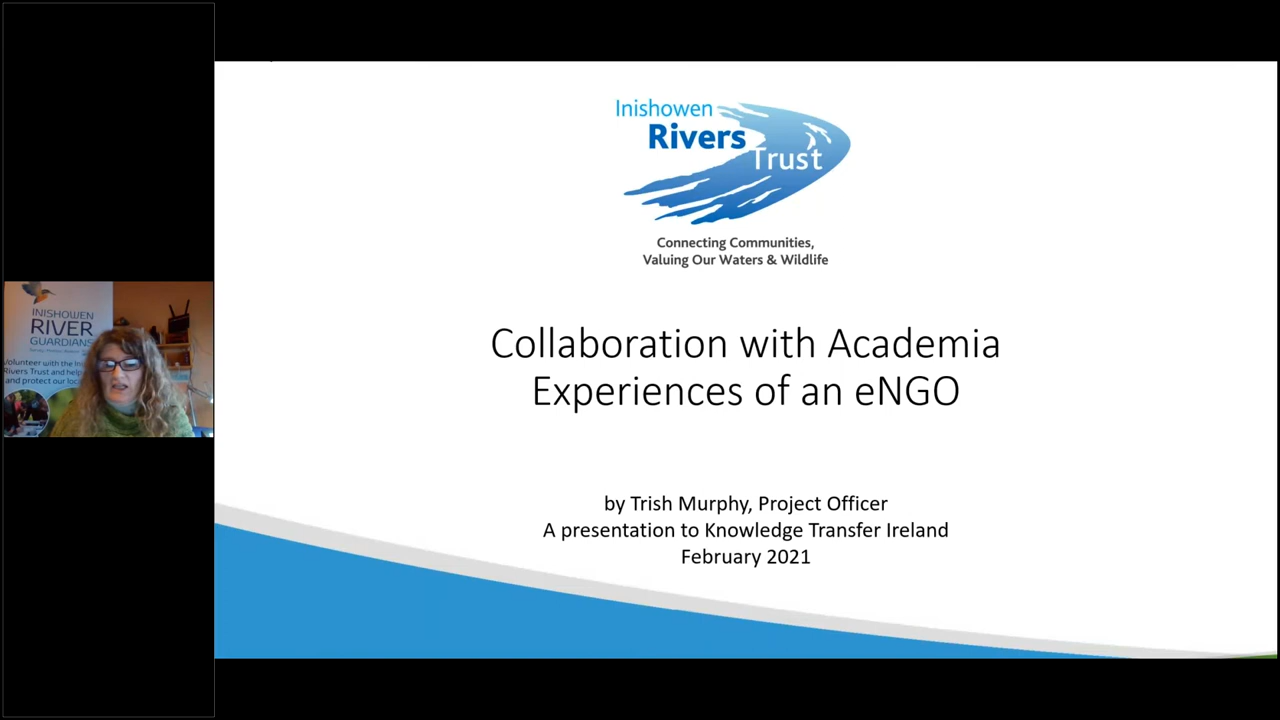 Inishowen
Rivers
Trust
Connecting Communities,
Valuing Our Waters & Wildlife
Collaboration with Academia
Experiences of an eNGO
by Trish Murphy, Project Officer
A presentation to Knowledge Transfer Ireland
February 2021
INISHOWEN
RIVER
GUARDIANS
Volunteer with the Ini
Rivers Trust and help
and protect our loc